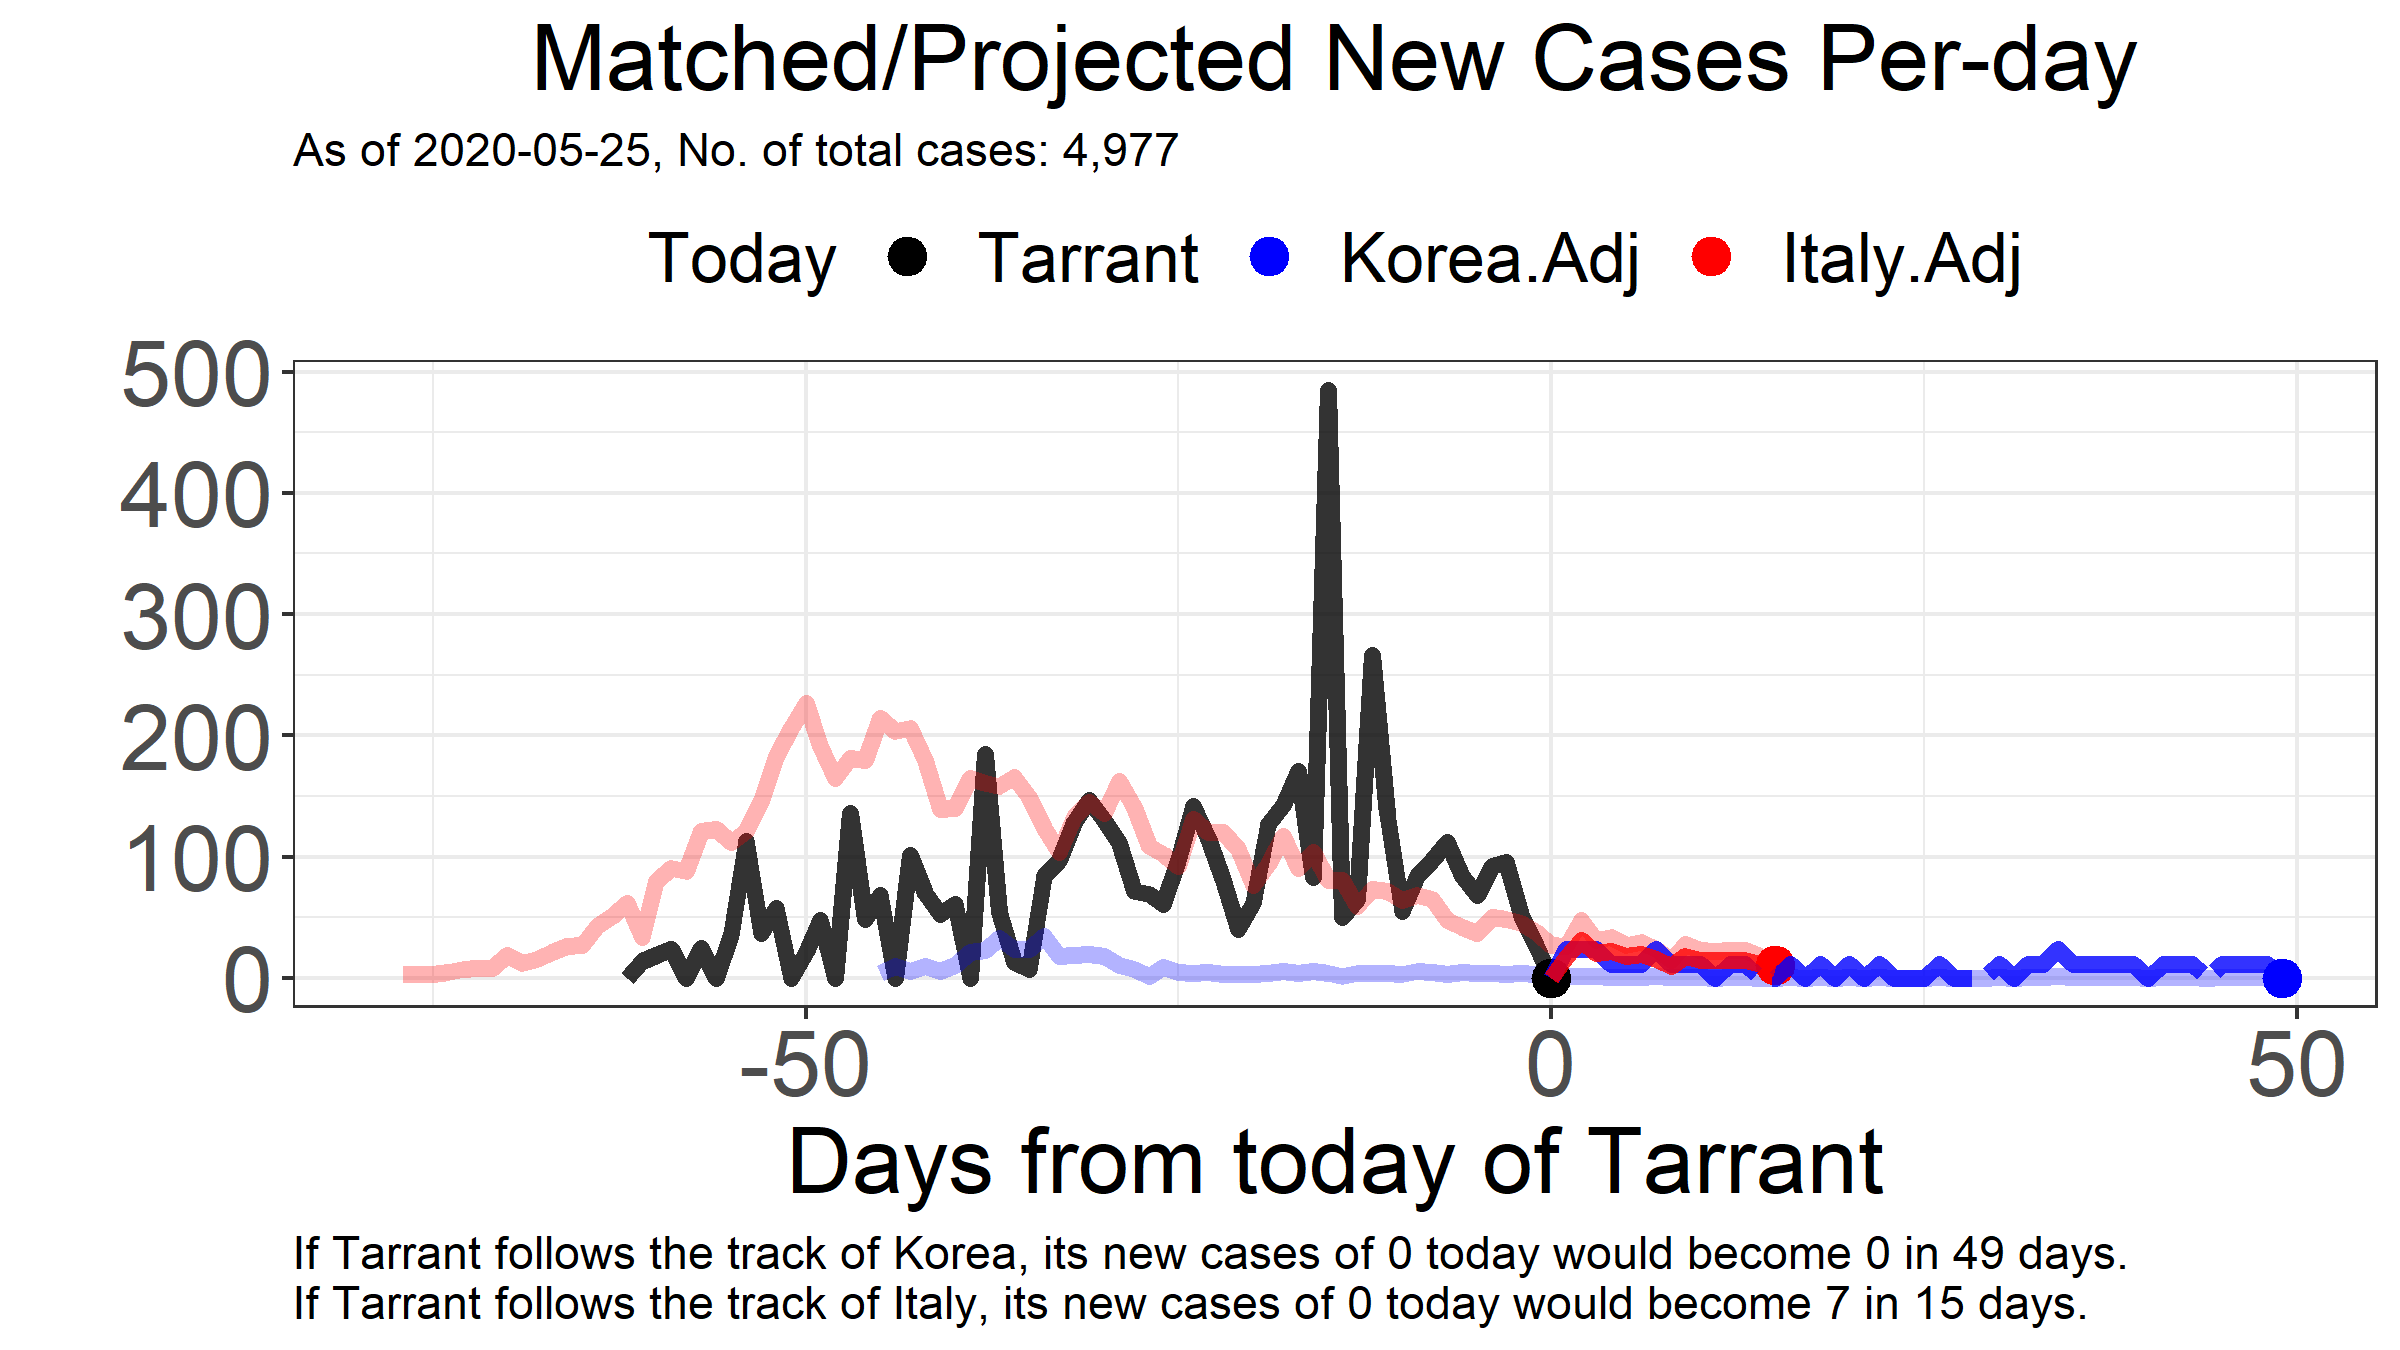 Matched/Projected New Cases Per-day
As of 2020-05-25, No. of total cases: 4,977
Today Tarrant Korea.Adj Italy.Adj
500
400
300
200
100
0
-50 0 50
Days from today of Tarrant
If Tarrant follows the track of Korea, its new cases of 0 today would become 0 in 49 days.
If Tarrant follows the track of Italy, its new cases of 0 today would become 7 in 15 days.